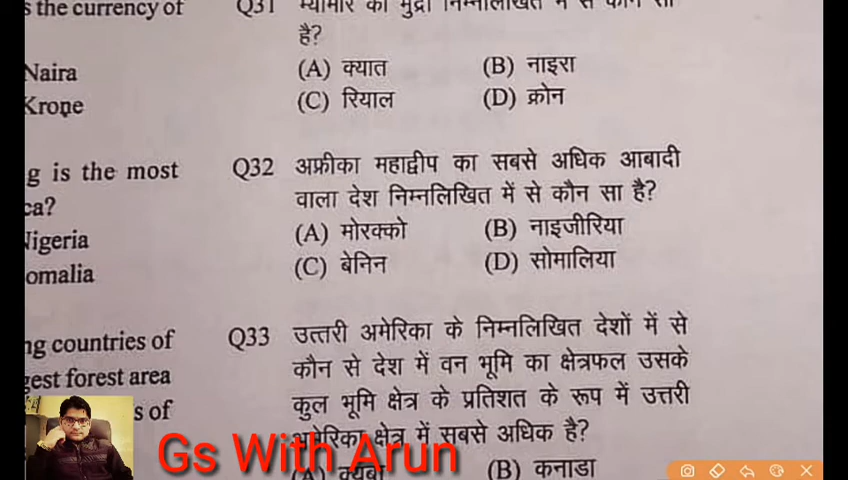 s the currency of
Q31 म्यांमार की मुद्रा निम्नलिखित में से कौन सी
है?
Naira
(A) क्यात (B) नाइरा
Krone
(C) रियाल (D) क्रोन
g is the most
Q32 अफ्रीका महाद्वीप का सबसे अधिक आबादी
ca?
वाला देश निम्नलिखित में से कौन सा है?
(A) मोरक्को (B) नाइजीरिया
Nigeria
(C) बेनिन (D) सोमालिया
omalia
Q33 उत्तरी अमेरिका के निम्नलिखित देशों में से
ng countries of
कौन से देश में वन भूमि का क्षेत्रफल उसके
gest forest area
कुल भूमि क्षेत्र के प्रतिशत के रूप में उत्तरी
s of
अमेरिका क्षेत्र में सबसे अधिक है?
Gs With Arun
(A) क्यूबा (B) कनाडा